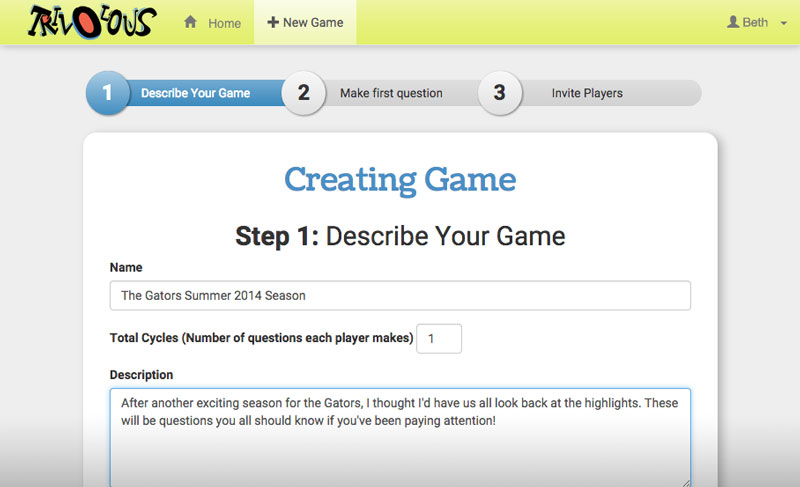 TRIVOLOUS
Home
New Game
Beth
1 Describe Your Game
2 Make first question
3 Invite Players
Creating Game
Step 1: Describe Your Game
Name
The Gators Summer 2014 Season
Total Cycles (Number of questions each player makes) 1
Description
After another exciting season for the Gators, I thought I'd have us all look back at the highlights. These
will be questions you all should know if you've been paying attention!